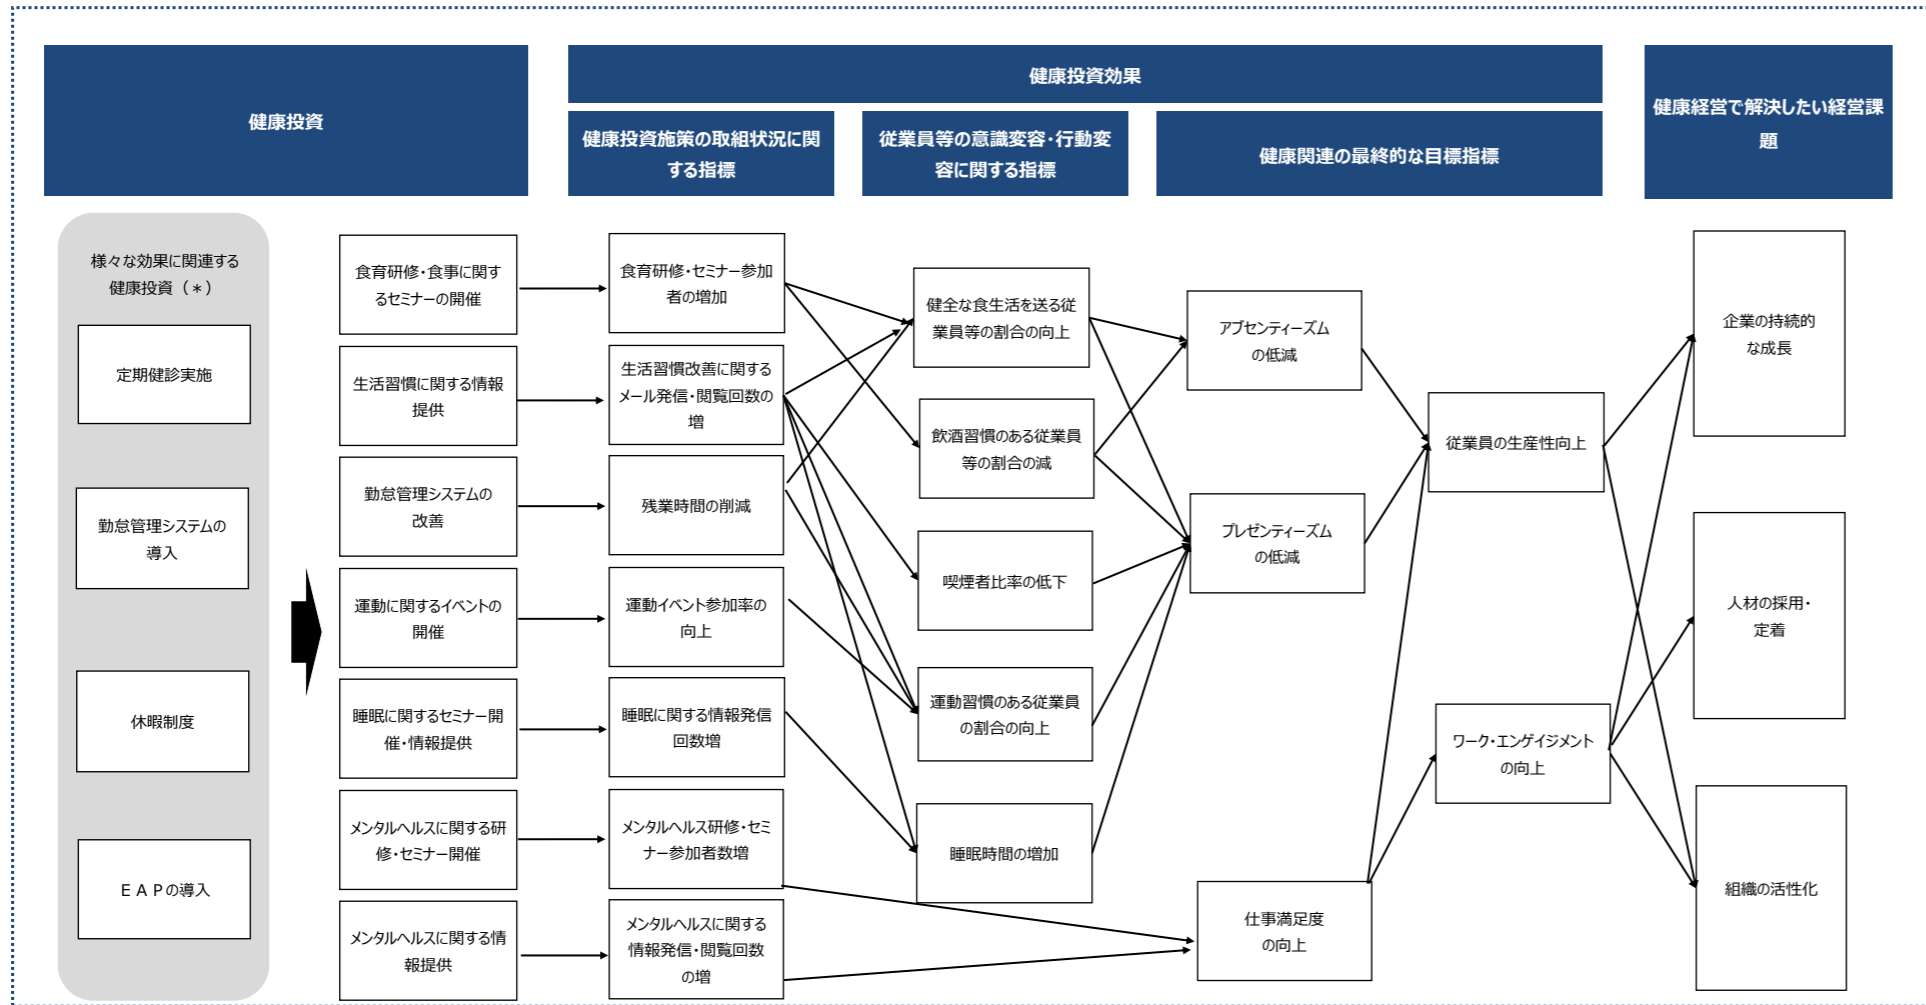 健康投資
健康投資効果
健康投資施策の取組状況に関
する指標
従業員等の意識変容・行動変
容に関する指標
健康関連の最終的な目標指標
健康経営で解決したい経営課
題
様々な効果に関連する
健康投資（＊）
定期健診実施
勤怠管理システムの
導入
休暇制度
ＥＡＰの導入
食育研修・食事に関す
るセミナーの開催
生活習慣に関する情報
提供
勤怠管理システムの
改善
運動に関するイベントの
開催
睡眠に関するセミナー開
催・情報提供
メンタルヘルスに関する研
修・セミナー開催
メンタルヘルスに関する情
報提供
食育研修・セミナー参加
者の増加
生活習慣改善に関する
メール発信・閲覧回数の
増
残業時間の削減
運動イベント参加率の
向上
睡眠に関する情報発信
回数増
メンタルヘルス研修・セミ
ナー参加者数増
メンタルヘルスに関する
情報発信・閲覧回数
の増
健全な食生活を送る従
業員等の割合の向上
飲酒習慣のある従業員
等の割合の減
喫煙者比率の低下
運動習慣のある従業員
の割合の向上
睡眠時間の増加
アブセンティーズム
の低減
プレゼンティーズム
の低減
仕事満足度
の向上
従業員の生産性向上
ワーク・エンゲイジメント
の向上
企業の持続的
な成長
人材の採用・
定着
組織の活性化